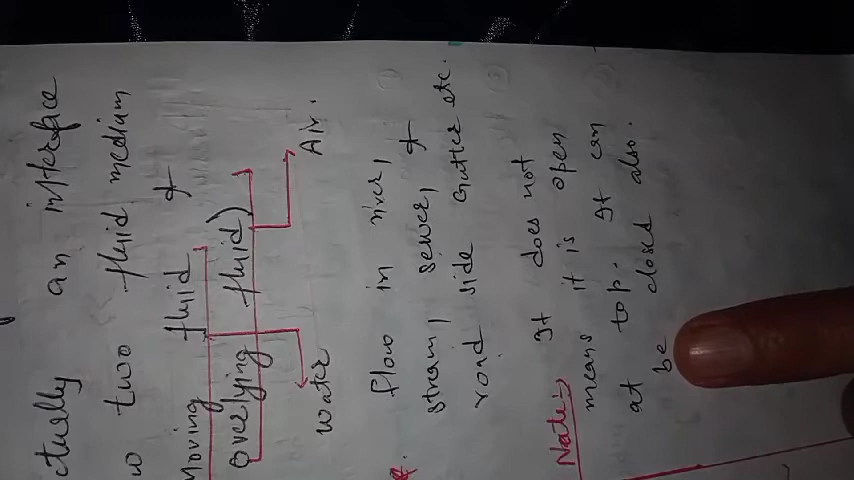 ctually an interface
w two fluid medium
Moving fluid &
overlying fluid)
Water Air.
flow in river,
stream, sewer, &
road side Gutter etc.
Note:- It does not
means it is open
at top. It can
be closed also.